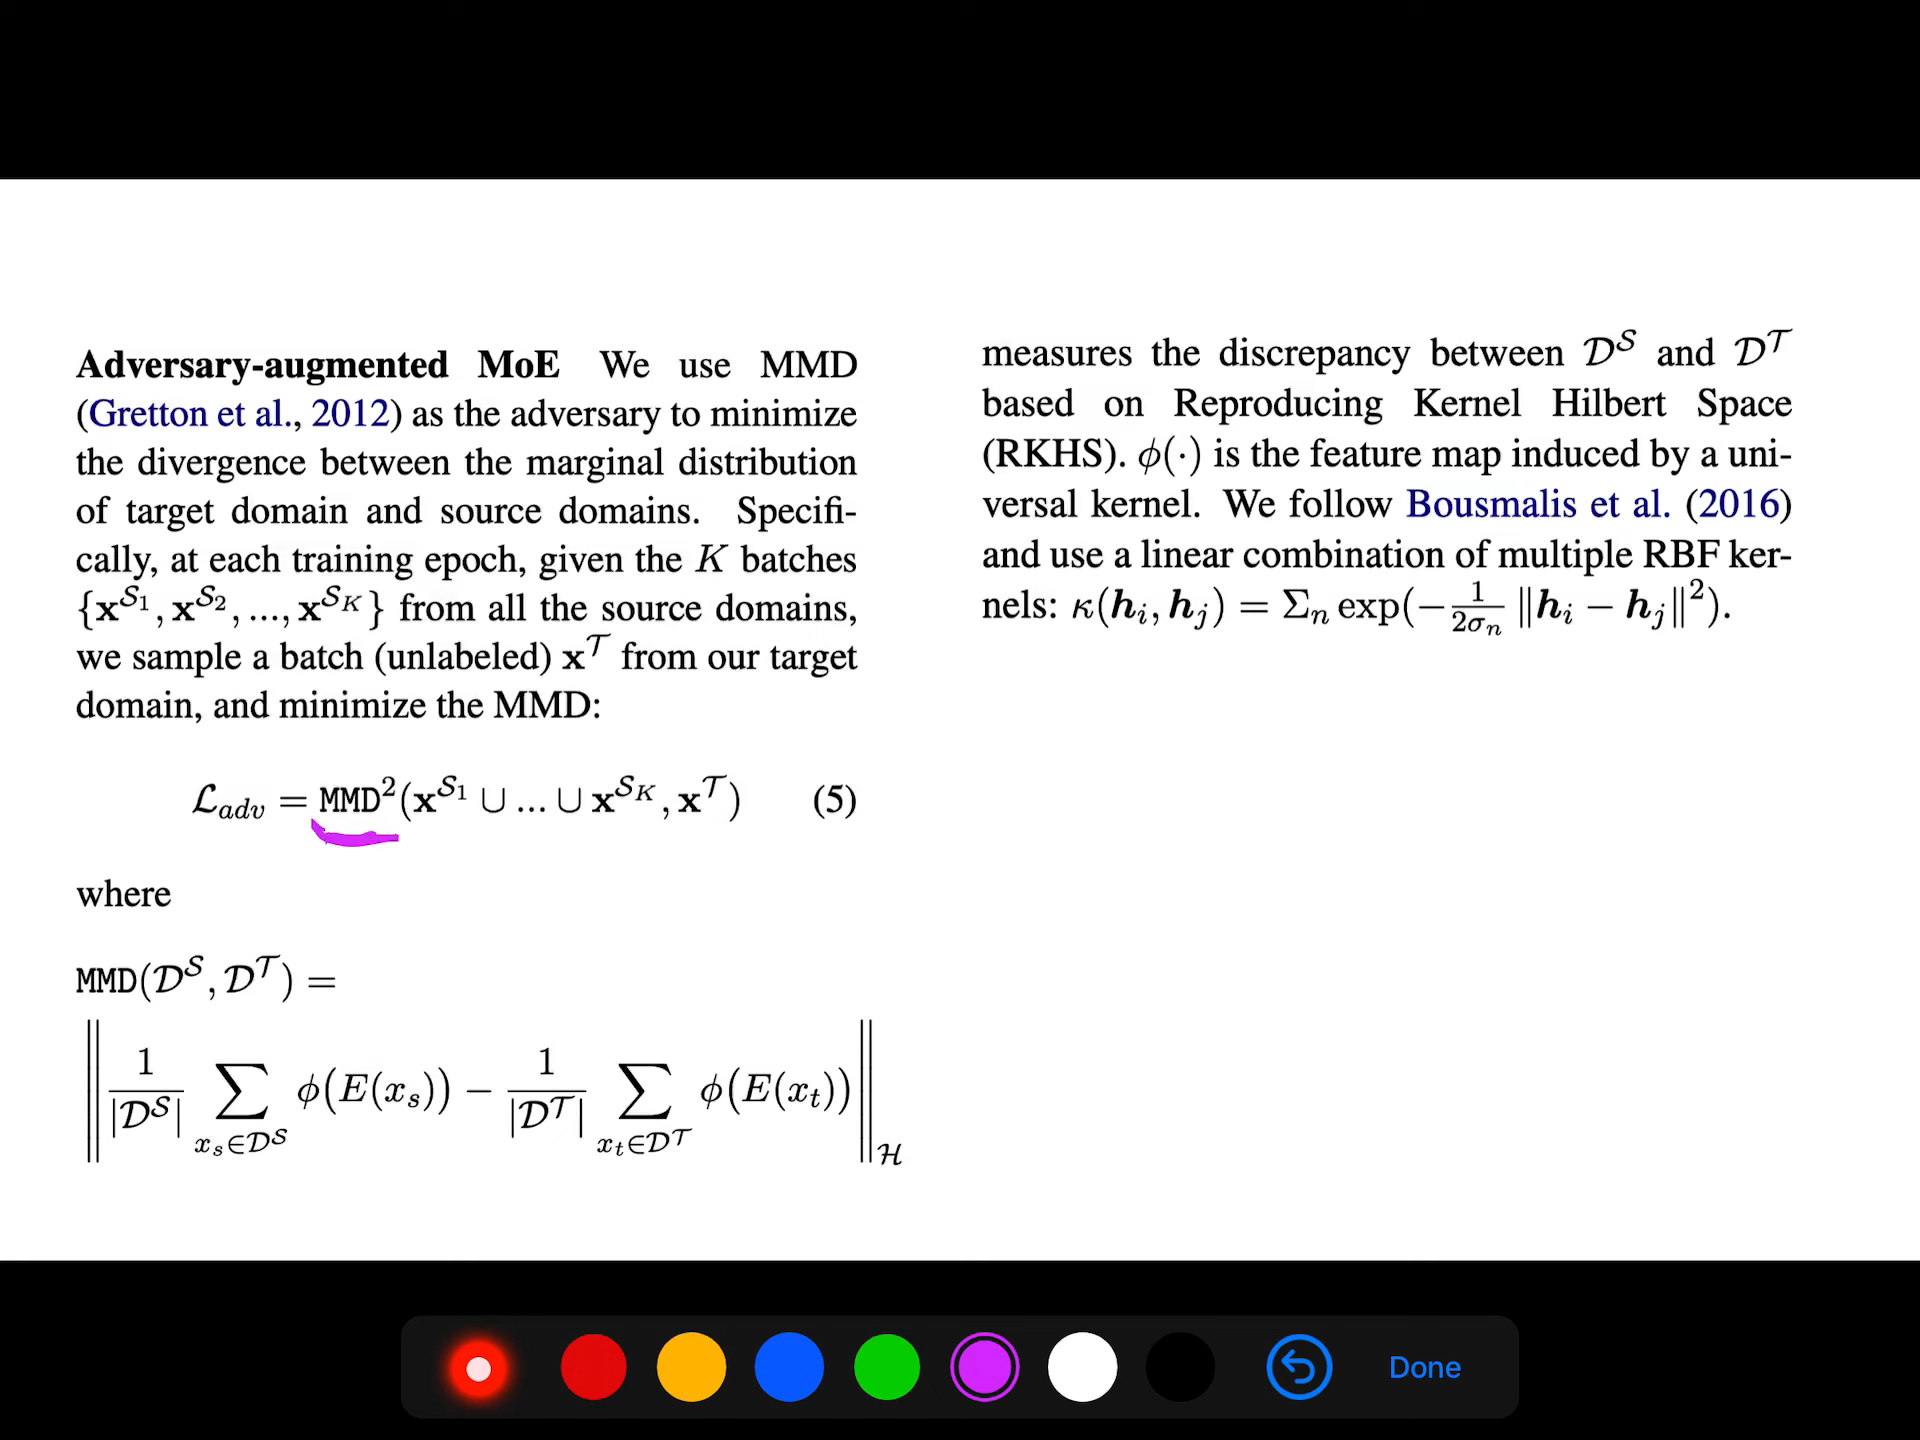 Adversary-augmented MoE We use MMD
(Gretton et al., 2012) as the adversary to minimize
the divergence between the marginal distribution
of target domain and source domains. Specifi-
cally, at each training epoch, given the K batches
{x^{S_1}, x^{S_2}, ..., x^{S_K}} from all the source domains,
we sample a batch (unlabeled) x^T from our target
domain, and minimize the MMD:
L_{adv} = MMD²(x^{S_1} ∪ ... ∪ x^{S_K}, x^T) (5)
where
MMD(D^S, D^T) =
‖ 1/|D^S| ∑_{x_s∈D^S} ϕ(E(x_s)) − 1/|D^T| ∑_{x_t∈D^T} ϕ(E(x_t)) ‖_H
measures the discrepancy between D^S and D^T
based on Reproducing Kernel Hilbert Space
(RKHS). ϕ(·) is the feature map induced by a uni-
versal kernel. We follow Bousmalis et al. (2016)
and use a linear combination of multiple RBF ker-
nels: κ(h_i, h_j) = Σ_n exp(−1/(2σ_n) ‖h_i − h_j‖²).
Done